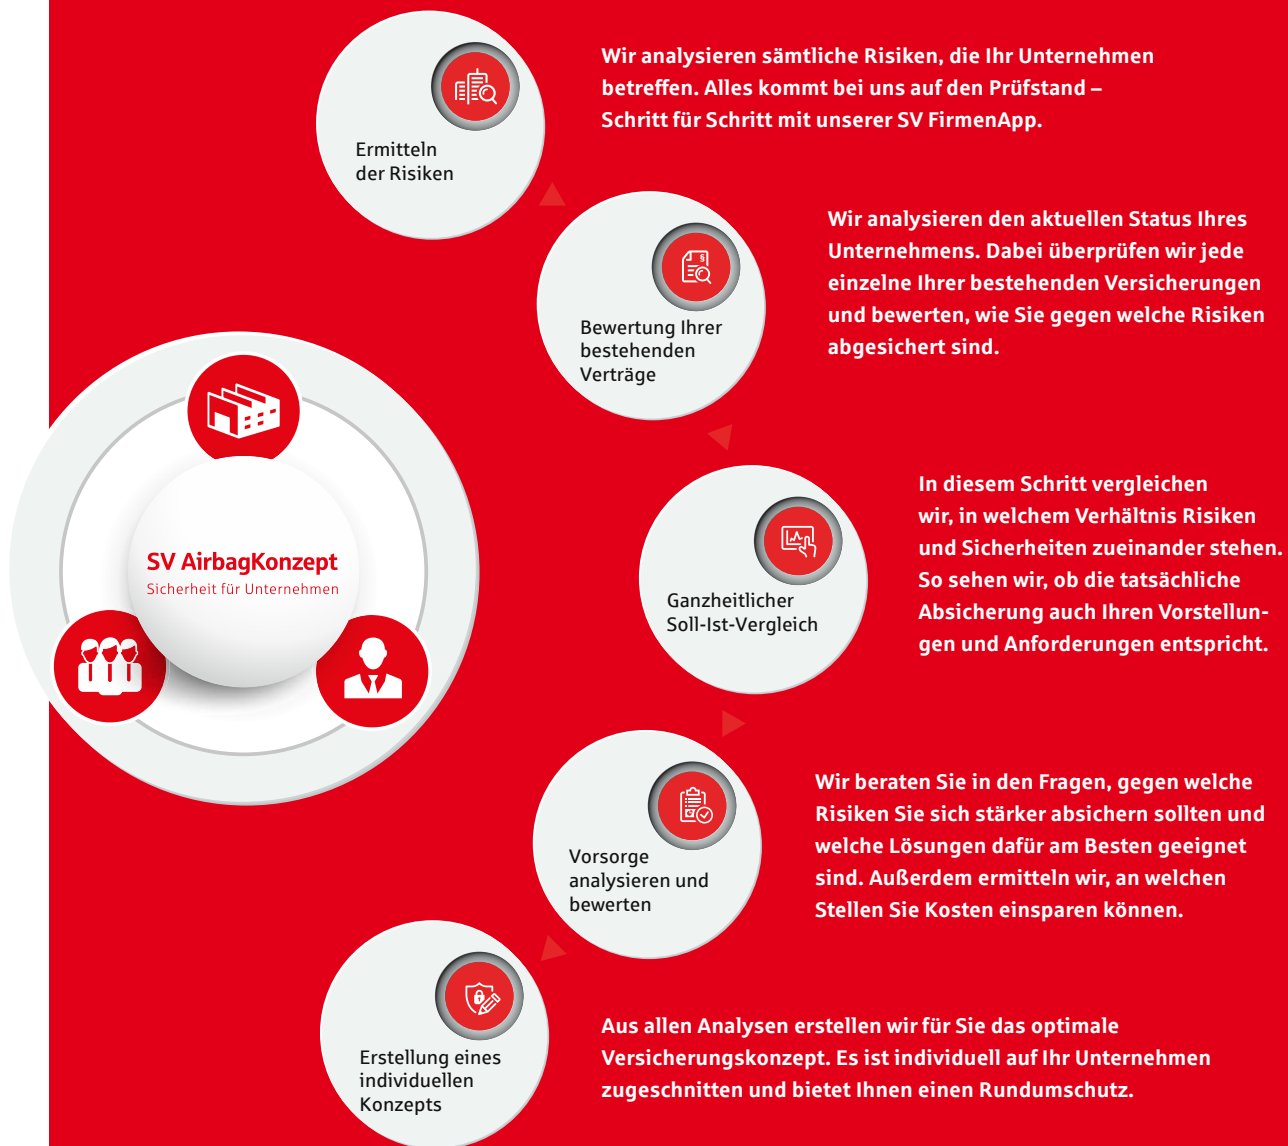 SV AirbagKonzept
Sicherheit für Unternehmen
Ermitteln
der Risiken
Wir analysieren sämtliche Risiken, die Ihr Unternehmen
betreffen. Alles kommt bei uns auf den Prüfstand –
Schritt für Schritt mit unserer SV FirmenApp.
Bewertung Ihrer
bestehenden
Verträge
Wir analysieren den aktuellen Status Ihres
Unternehmens. Dabei überprüfen wir jede
einzelne Ihrer bestehenden Versicherungen
und bewerten, wie Sie gegen welche Risiken
abgesichert sind.
Ganzheitlicher
Soll-Ist-Vergleich
In diesem Schritt vergleichen
wir, in welchem Verhältnis Risiken
und Sicherheiten zueinander stehen.
So sehen wir, ob die tatsächliche
Absicherung auch Ihren Vorstellun-
gen und Anforderungen entspricht.
Vorsorge
analysieren und
bewerten
Wir beraten Sie in den Fragen, gegen welche
Risiken Sie sich stärker absichern sollten und
welche Lösungen dafür am Besten geeignet
sind. Außerdem ermitteln wir, an welchen
Stellen Sie Kosten einsparen können.
Erstellung eines
individuellen
Konzepts
Aus allen Analysen erstellen wir für Sie das optimale
Versicherungskonzept. Es ist individuell auf Ihr Unternehmen
zugeschnitten und bietet Ihnen einen Rundumschutz.